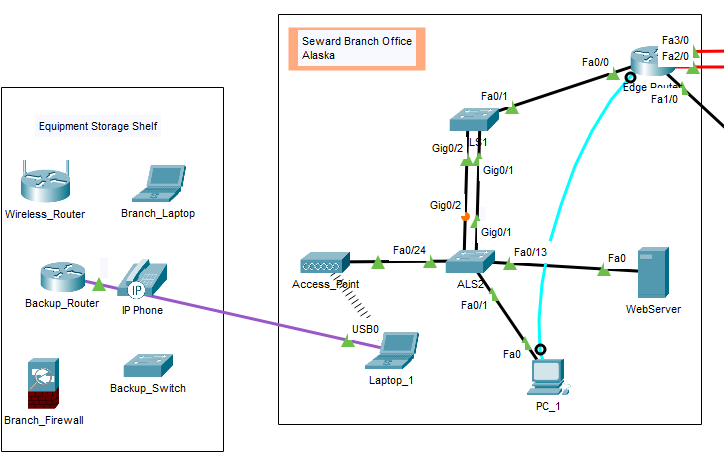 Seward Branch Office
Alaska
Fa3/0
Fa2/0
Fa0/0
Edge Router
Fa1/0
Fa0/1
LS1
Gig0/2
Gig0/1
Equipment Storage Shelf
Wireless_Router
Branch_Laptop
Gig0/2
Gig0/1
Fa0/24
Fa0/13
Fa0
Access_Point
ALS2
WebServer
Backup_Router
IP
IP Phone
Fa0/1
USB0
Fa0
Laptop_1
Backup_Switch
PC_1
Branch_Firewall